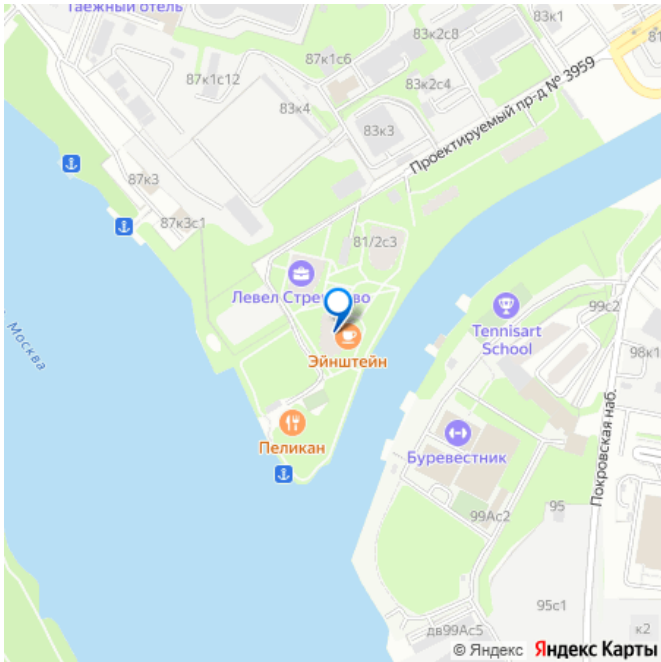 Таёжный отель
83к1
87к1с6
83к2с8
87к1с12
83к2с4
83к4
83к3
Проектируемый пр-д № 3959
81
87к3
87к3с1
81/2с3
Левел Стре
во
Москва
Эйнштейн
Tennisart
School
99с2
98к1
Пеликан
Буревестник
Покровская наб.
99Ас2
95
95с1
дв99Ас5
к2
© Яндекс Яндекс Карты